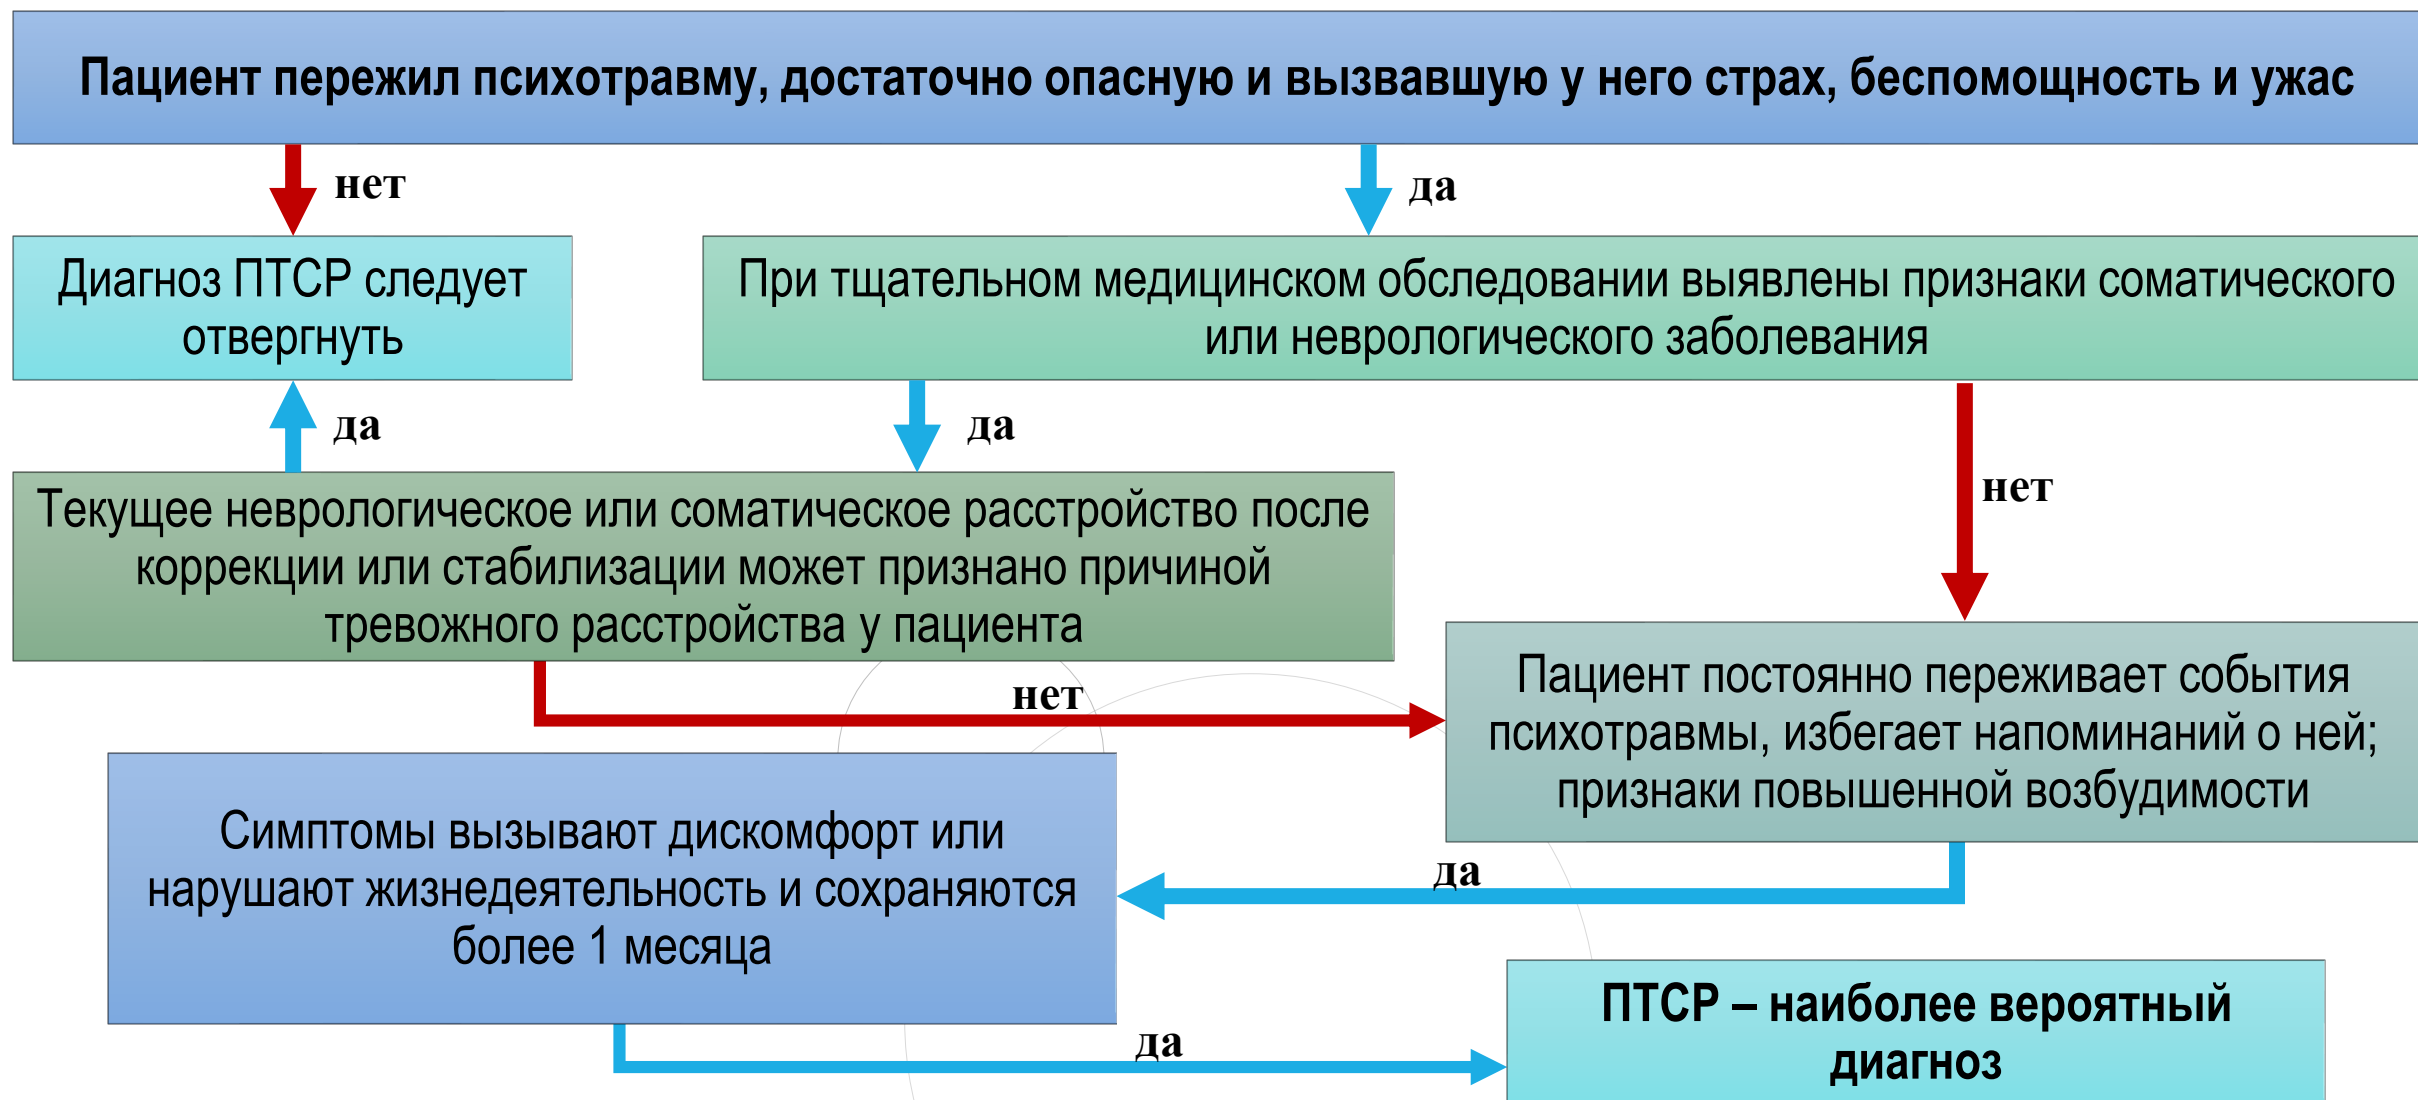 Пациент пережил психотравму, достаточно опасную и вызвавшую у него страх, беспомощность и ужас
нет
да
Диагноз ПТСР следует
отвергнуть
При тщательном медицинском обследовании выявлены признаки соматического
или неврологического заболевания
да
да
нет
Текущее неврологическое или соматическое расстройство после
коррекции или стабилизации может признано причиной
тревожного расстройства у пациента
нет
Пациент постоянно переживает события
психотравмы, избегает напоминаний о ней;
признаки повышенной возбудимости
да
Симптомы вызывают дискомфорт или
нарушают жизнедеятельность и сохраняются
более 1 месяца
да
ПТСР – наиболее вероятный
диагноз